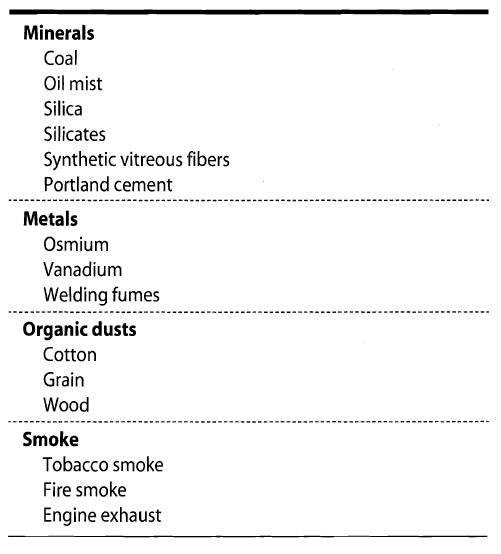 Minerals
Coal
Oil mist
Silica
Silicates
Synthetic vitreous fibers
Portland cement
Metals
Osmium
Vanadium
Welding fumes
Organic dusts
Cotton
Grain
Wood
Smoke
Tobacco smoke
Fire smoke
Engine exhaust